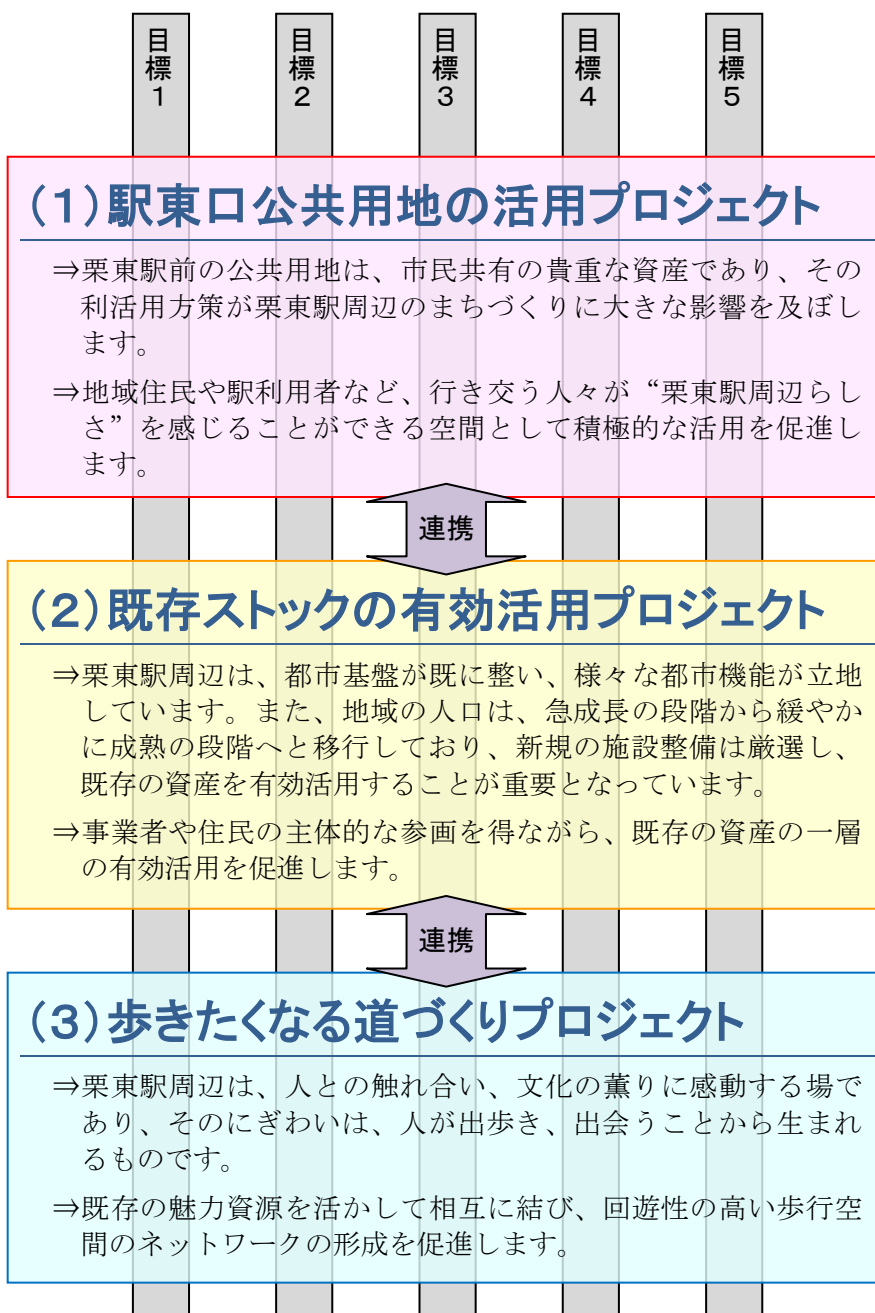 目標1
目標2
目標3
目標4
目標5
(1)駅東口公共用地の活用プロジェクト
⇒栗東駅前の公共用地は、市民共有の貴重な資産であり、その
利活用方策が栗東駅周辺のまちづくりに大きな影響を及ぼし
ます。
⇒地域住民や駅利用者など、行き交う人々が“栗東駅周辺らし
さ”を感じることができる空間として積極的な活用を促進し
ます。
連携
(2)既存ストックの有効活用プロジェクト
⇒栗東駅周辺は、都市基盤が既に整い、様々な都市機能が立地
しています。また、地域の人口は、急成長の段階から緩やか
に成熟の段階へと移行しており、新規の施設整備は厳選し、
既存の資産を有効活用することが重要となっています。
⇒事業者や住民の主体的な参画を得ながら、既存の資産の一層
の有効活用を促進します。
連携
(3)歩きたくなる道づくりプロジェクト
⇒栗東駅周辺は、人との触れ合い、文化の薫りに感動する場で
あり、そのにぎわいは、人が出歩き、出会うことから生まれ
るものです。
⇒既存の魅力資源を活かして相互に結び、回遊性の高い歩行空
間のネットワークの形成を促進します。